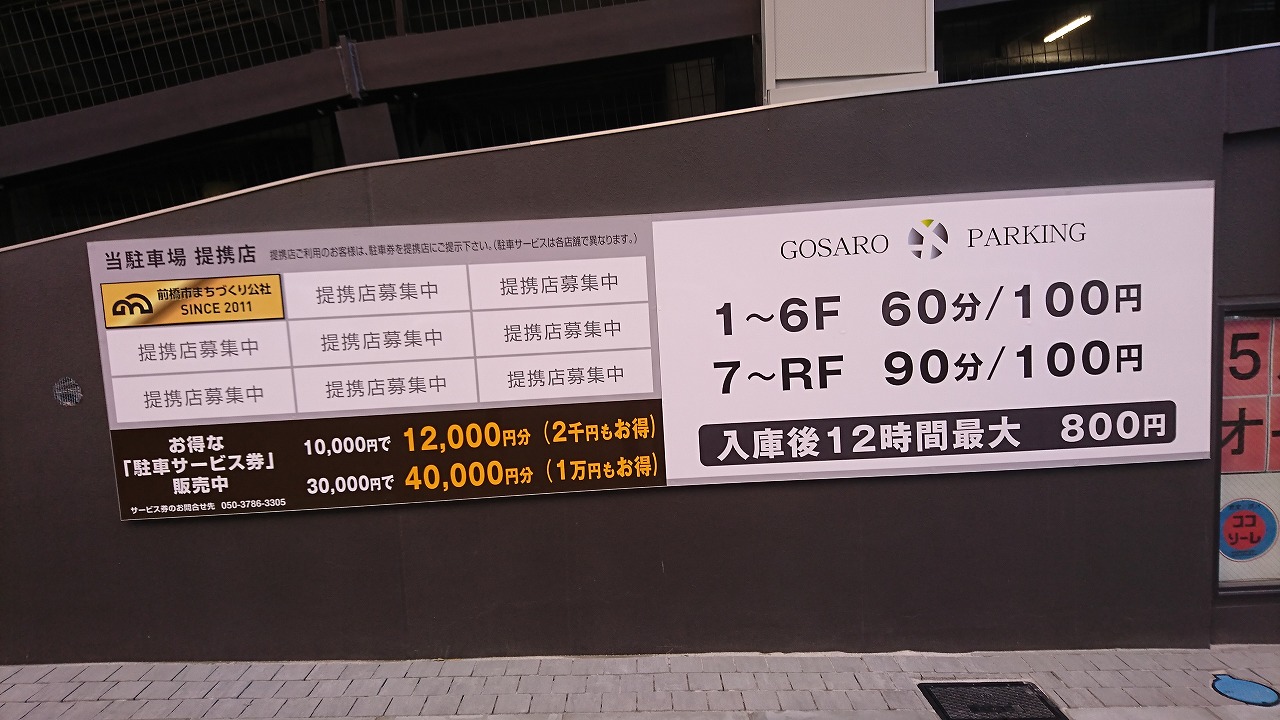 当駐車場 提携店 提携店ご利用のお客様は、駐車券を提携店にご提示下さい。(駐車サービスは各店舗で異なります。)
前橋市まちづくり公社
SINCE 2011
提携店募集中
提携店募集中
提携店募集中
提携店募集中
提携店募集中
提携店募集中
提携店募集中
提携店募集中
お得な
「駐車サービス券」
販売中
10,000円で 12,000円分 (2千円もお得)
30,000円で 40,000円分 (1万円もお得)
サービス券のお問合せ先 050-3786-3305
GOSARO PARKING
1～6F 60分/100円
7～RF 90分/100円
入庫後12時間最大 800円
5
オー
ココ
ソーレ